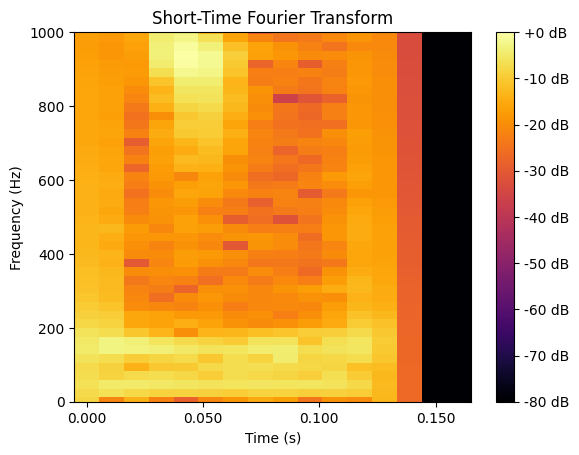 Short-Time Fourier Transform
1000
800
600
400
200
0
Frequency (Hz)
0.000
0.050
0.100
0.150
Time (s)
+0 dB
-10 dB
-20 dB
-30 dB
-40 dB
-50 dB
-60 dB
-70 dB
-80 dB